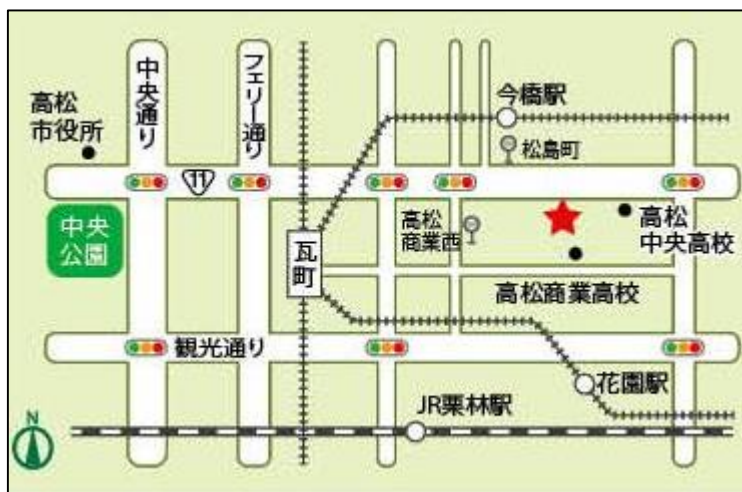 中央通り
フェリー通り
高松
市役所
今橋駅
松島町
11
中央
公園
高松
商業西
高松
中央高校
瓦町
高松商業高校
観光通り
花園駅
JR栗林駅
N